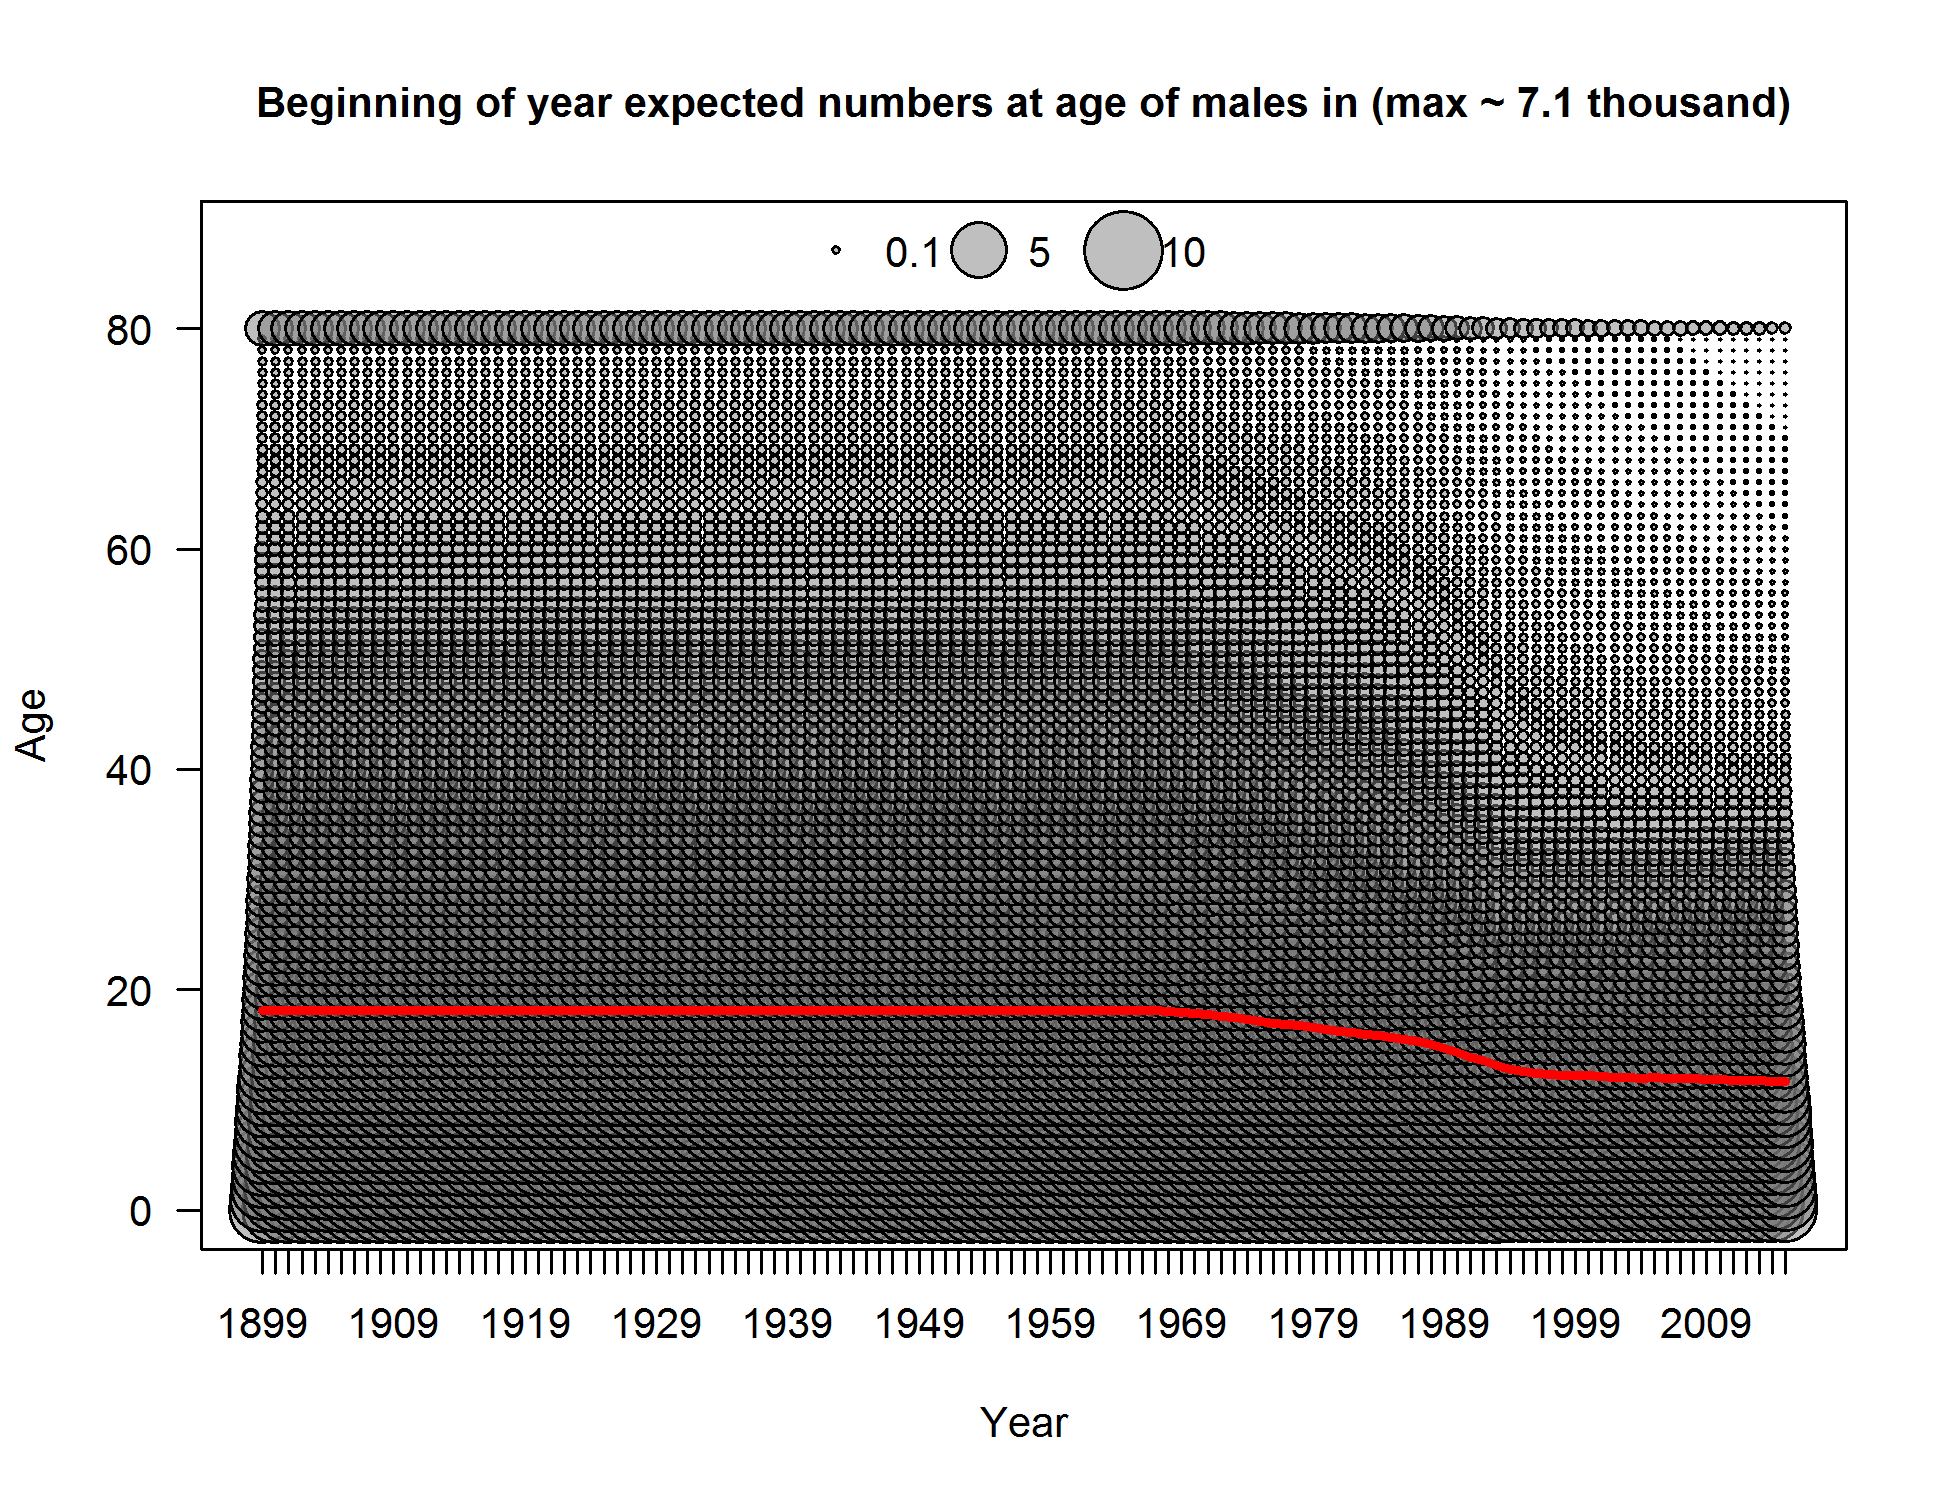 Beginning of year expected numbers at age of males in (max ~ 7.1 thousand)
0.1 5 10
80
60
40
20
0
Age
1899 1909 1919 1929 1939 1949 1959 1969 1979 1989 1999 2009
Year